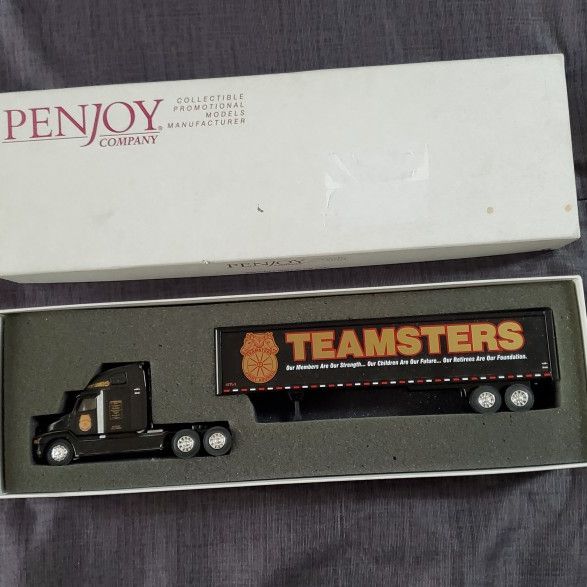 PENJOY
COMPANY
COLLECTIBLE
PROMOTIONAL
MODELS
MANUFACTURER
PENJOY
TEAMSTERS
Our Members Are Our Strength... Our Children Are Our Future... Our Retirees Are Our Foundation.